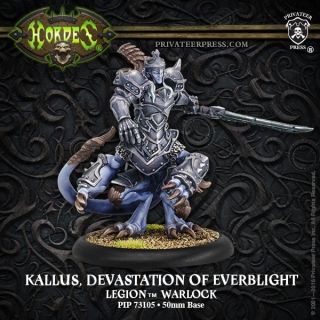 HORDES
PRIVATEERPRESS.COM
PRIVATEER
PRESS
KALLUS, DEVASTATION OF EVERBLIGHT
LEGION™ WARLOCK
PIP 73105 • 50mm Base